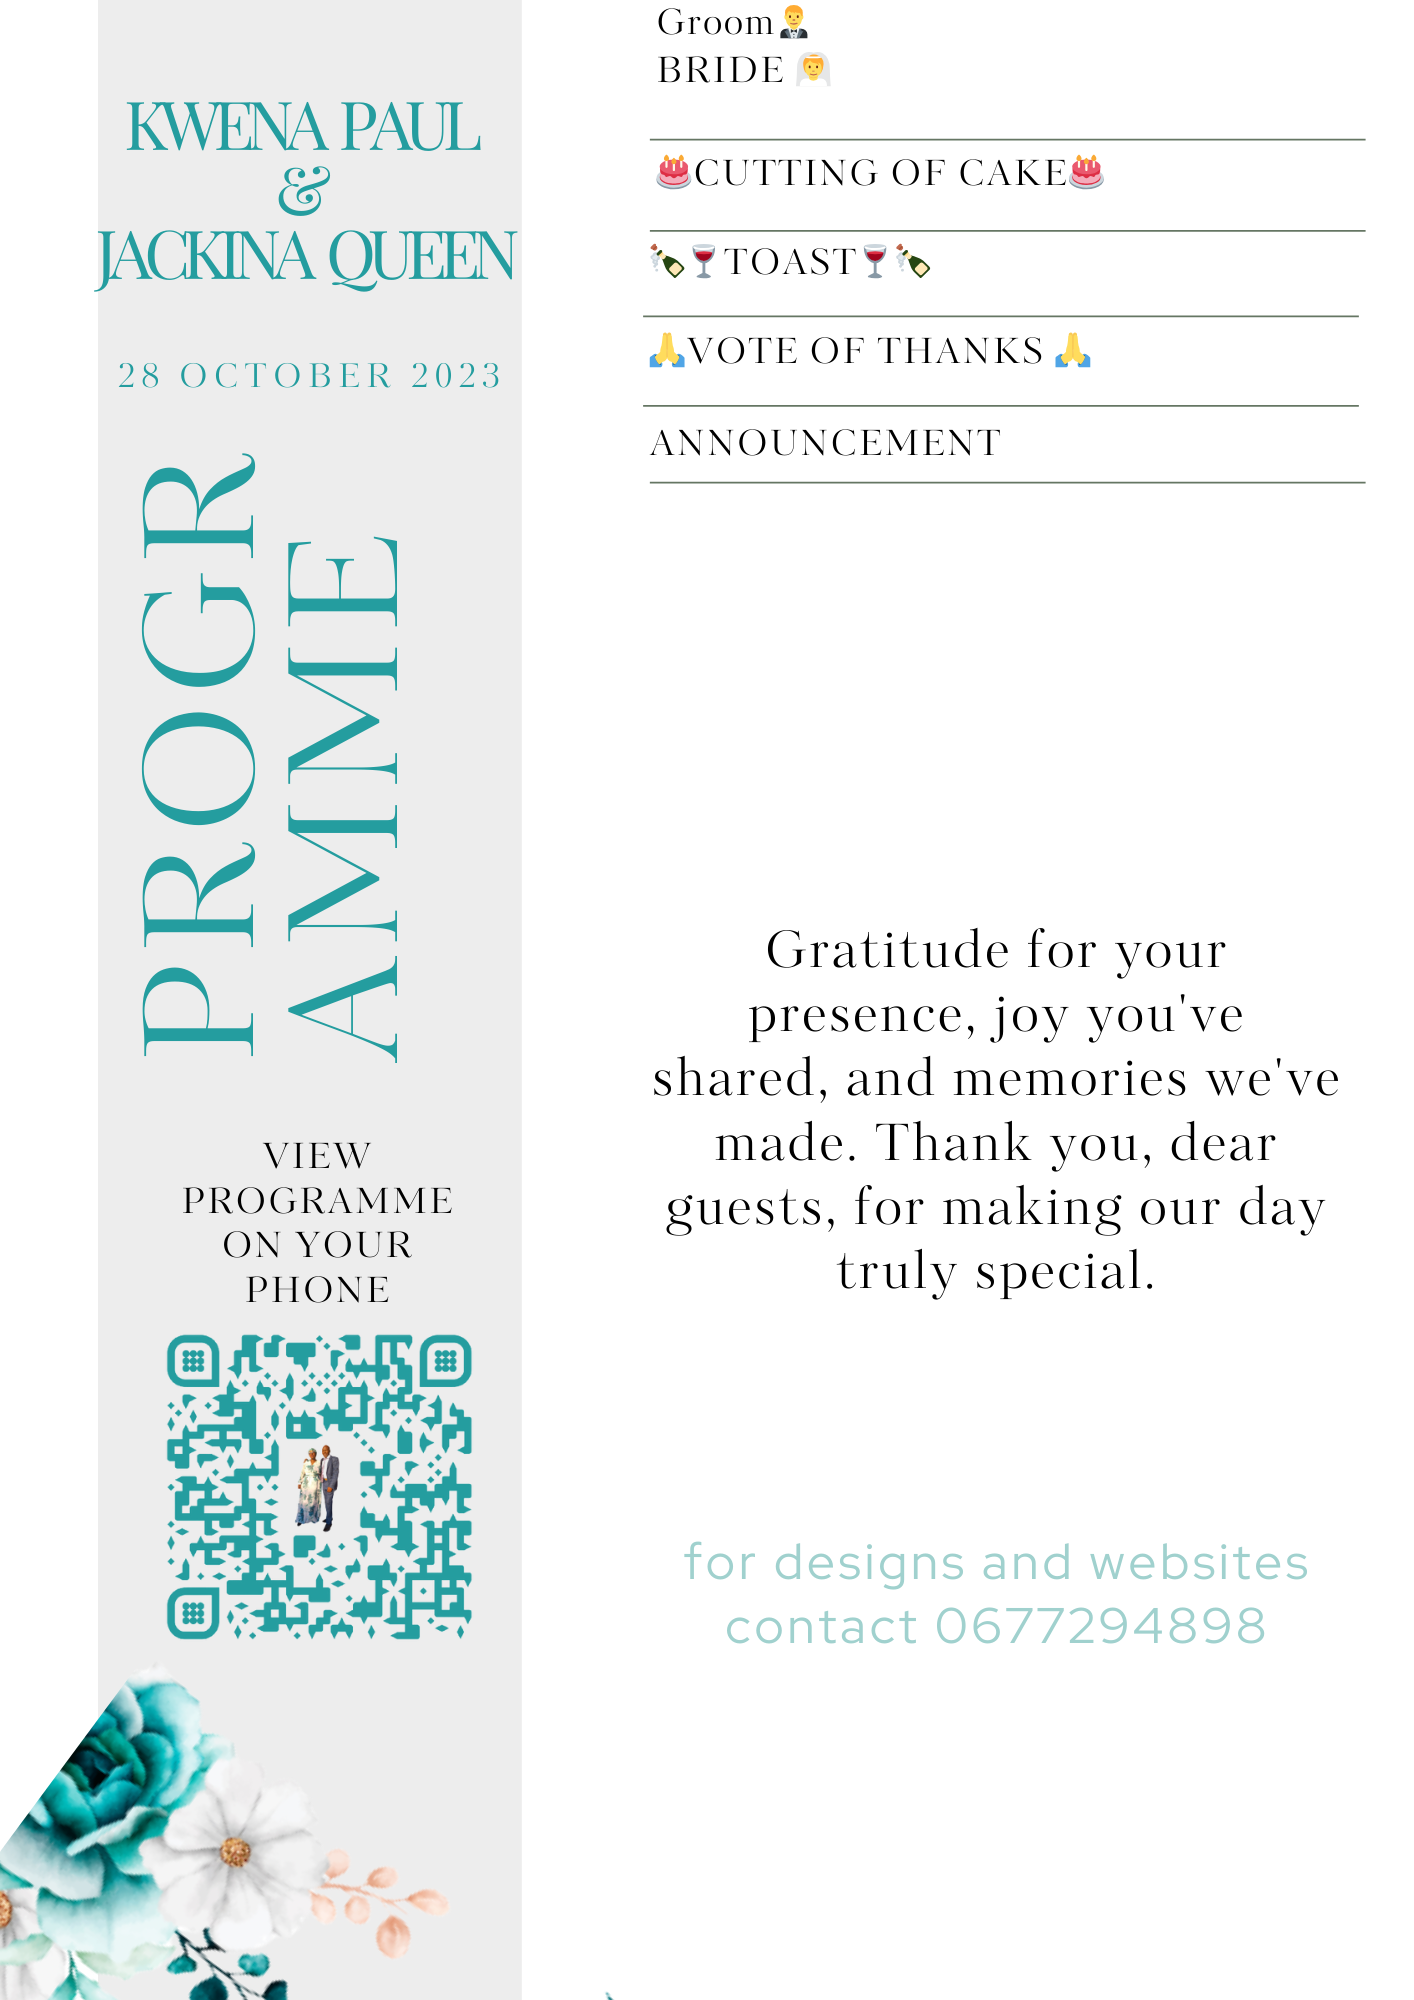 KWENA PAUL
&
JACKINA QUEEN
28 OCTOBER 2023
PROGR
AMME
VIEW
PROGRAMME
ON YOUR
PHONE
Groom🤵‍♂️
BRIDE 👰‍♀️
🎂CUTTING OF CAKE🎂
🍾🍷TOAST🍷🍾
🙏VOTE OF THANKS 🙏
ANNOUNCEMENT
Gratitude for your
presence, joy you've
shared, and memories we've
made. Thank you, dear
guests, for making our day
truly special.
for designs and websites
contact 0677294898